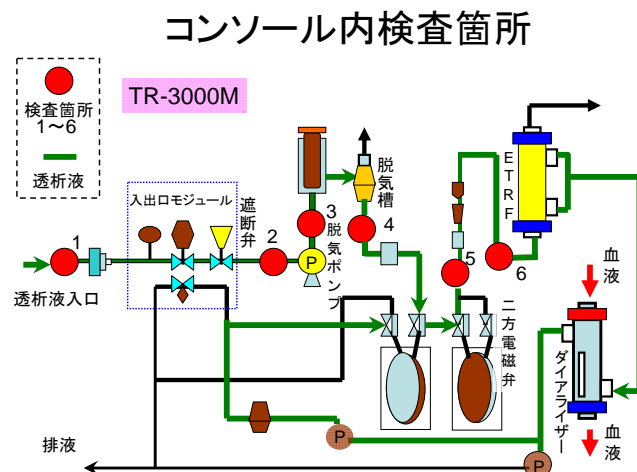 コンソール内検査箇所
検査箇所
1～6
透析液
TR-3000M
入出口モジュール
遮断弁
1
2
3
4
5
6
脱気ポンプ
P
脱気槽
ETRF
透析液入口
二方電磁弁
血液
ダイアライザー
血液
排液
P
P